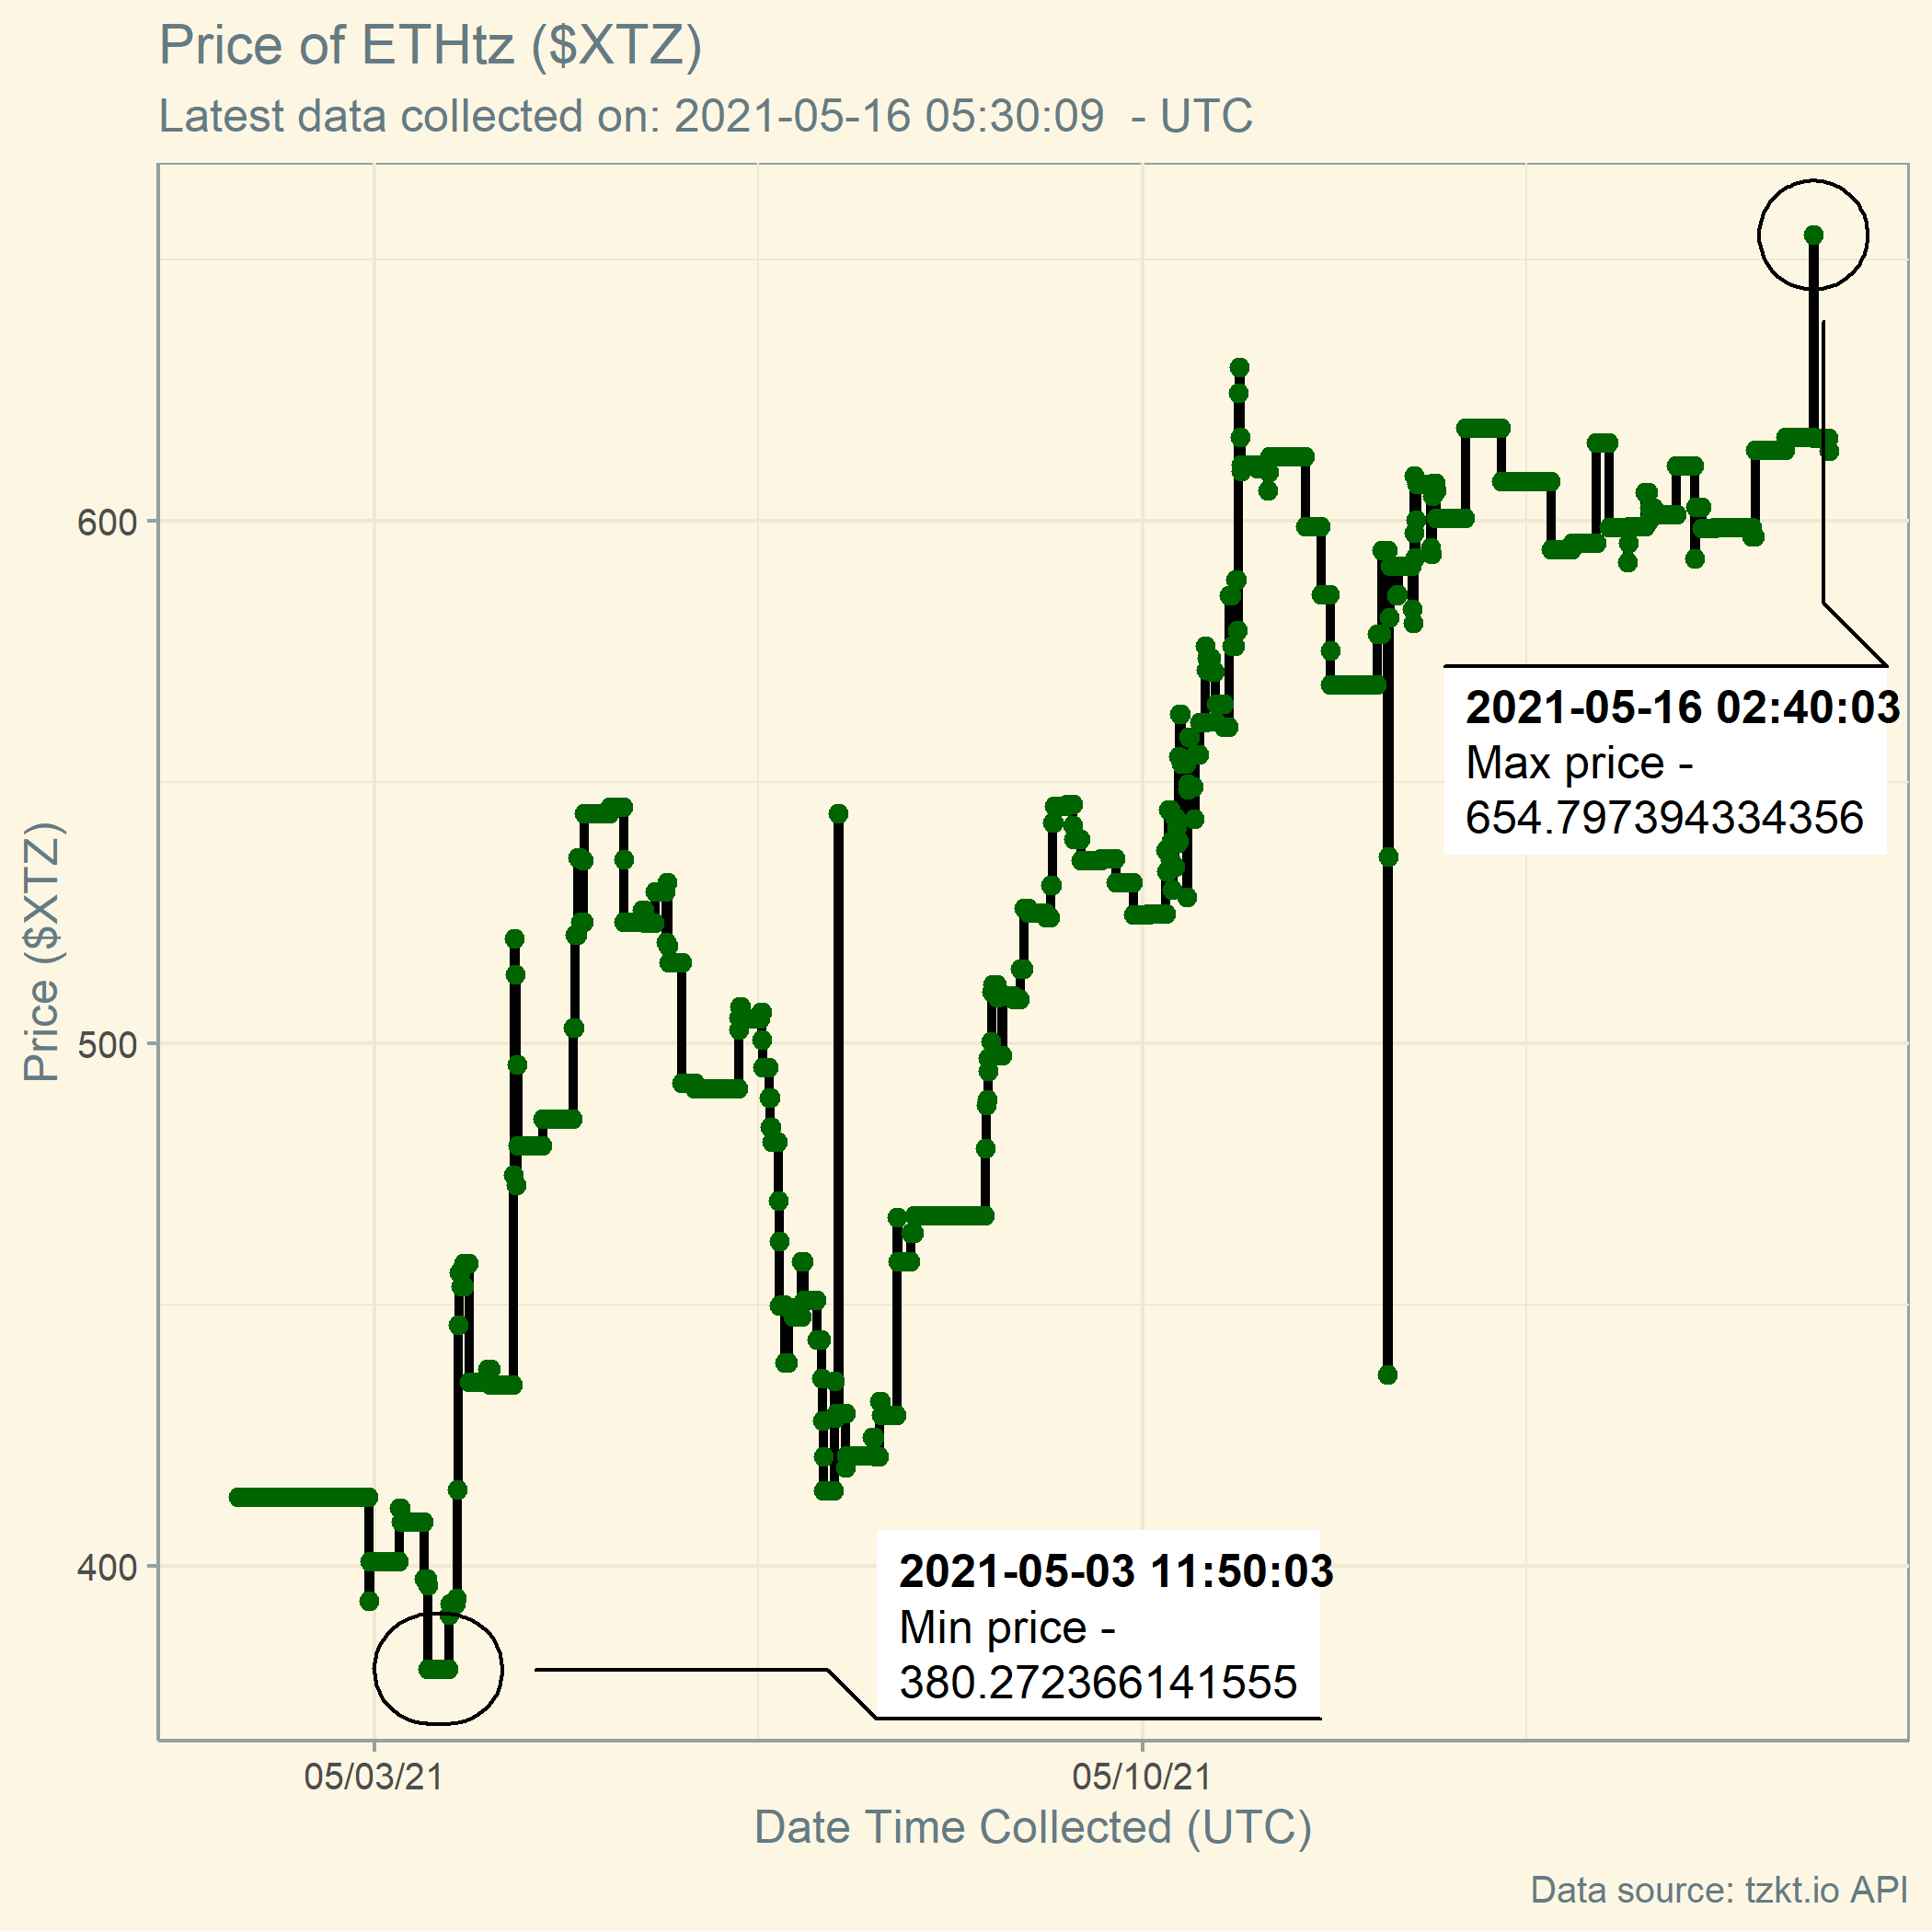 Price of ETHtz ($XTZ)
Latest data collected on: 2021-05-16 05:30:09  - UTC
Price ($XTZ)
600
500
400
2021-05-16 02:40:03
Max price -
654.797394334356
2021-05-03 11:50:03
Min price -
380.272366141555
05/03/21
05/10/21
Date Time Collected (UTC)
Data source: tzkt.io API